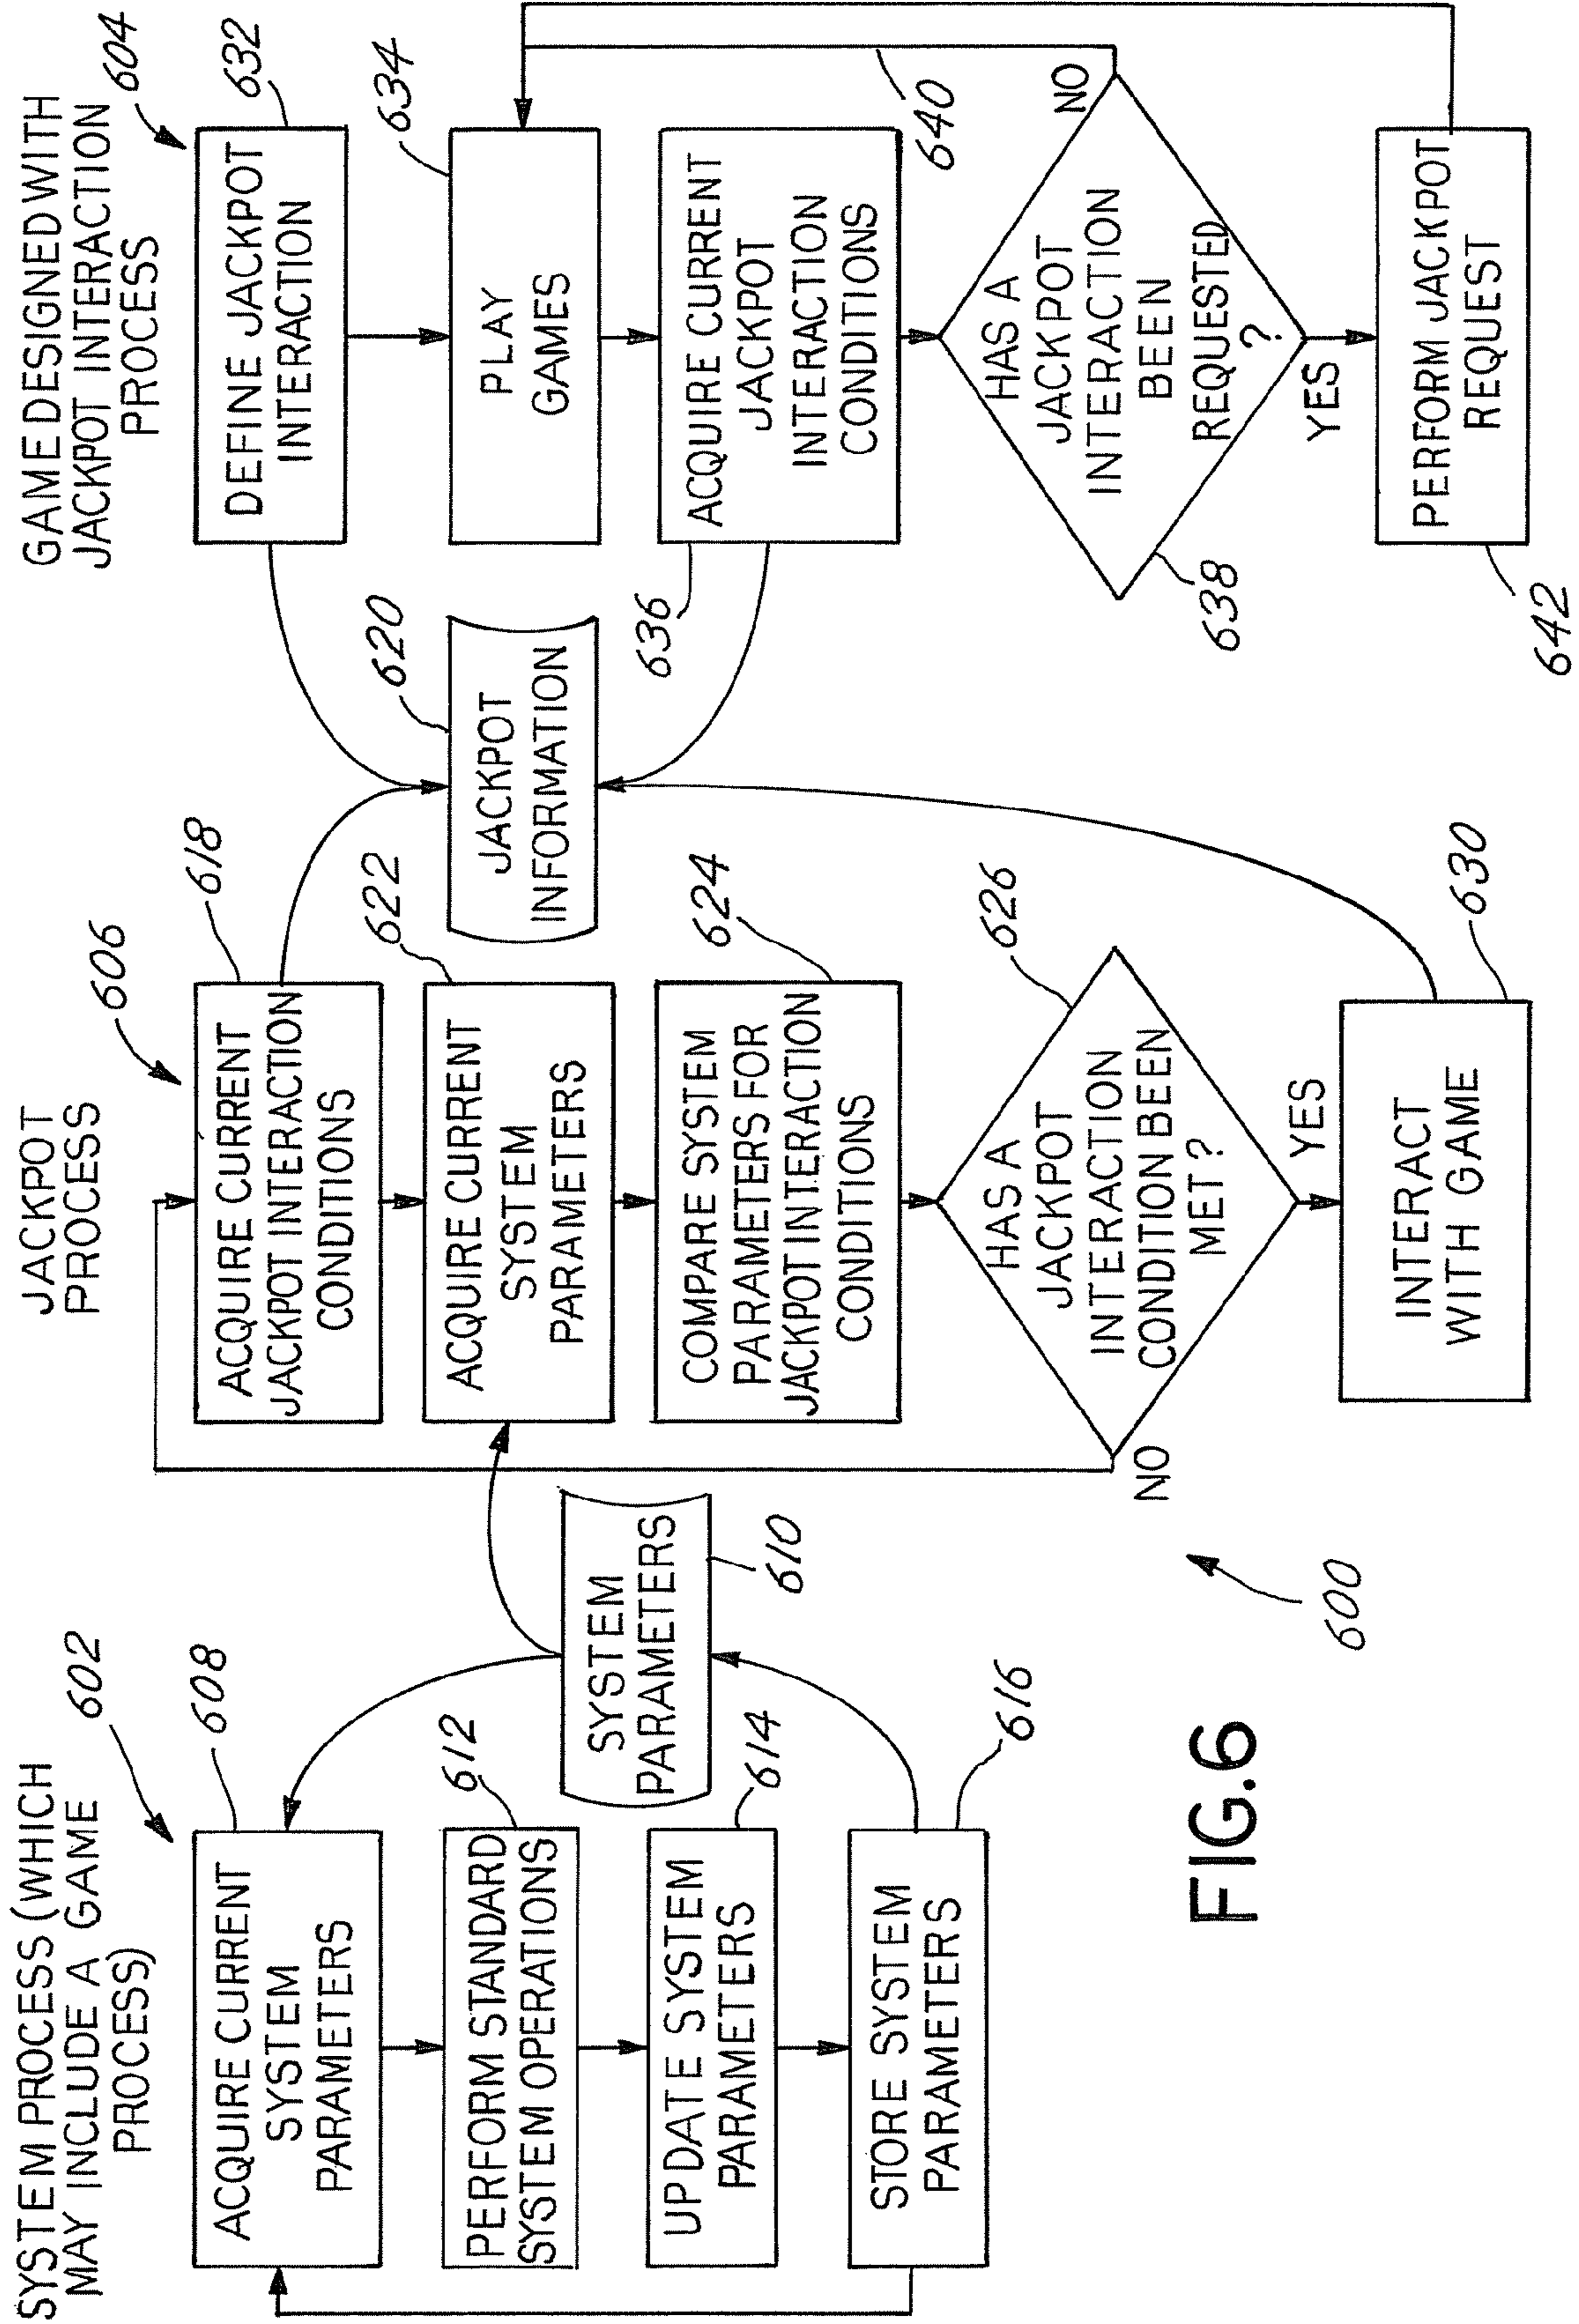 SYSTEM PROCESS (WHICH
MAY INCLUDE A GAME
PROCESS)
602
608
ACQUIRE CURRENT
SYSTEM
PARAMETERS
612
PERFORM STANDARD
SYSTEM OPERATIONS
614
UPDATE SYSTEM
PARAMETERS
616
STORE SYSTEM
PARAMETERS
SYSTEM
PARAMETERS
610
JACKPOT
PROCESS
606
618
ACQUIRE CURRENT
JACKPOT INTERACTION
CONDITIONS
622
ACQUIRE CURRENT
SYSTEM
PARAMETERS
624
COMPARE SYSTEM
PARAMETERS FOR
JACKPOT INTERACTION
CONDITIONS
626
HAS A
JACKPOT
INTERACTION
CONDITION BEEN
MET?
NO
YES
630
INTERACT
WITH GAME
620
JACKPOT
INFORMATION
GAME DESIGNED WITH
JACKPOT INTERACTION
PROCESS
604
632
DEFINE JACKPOT
INTERACTION
634
PLAY
GAMES
636
ACQUIRE CURRENT
JACKPOT
INTERACTION
CONDITIONS
638
HAS A
JACKPOT
INTERACTION
BEEN
REQUESTED
?
NO
640
YES
642
PERFORM JACKPOT
REQUEST
600
FIG.6